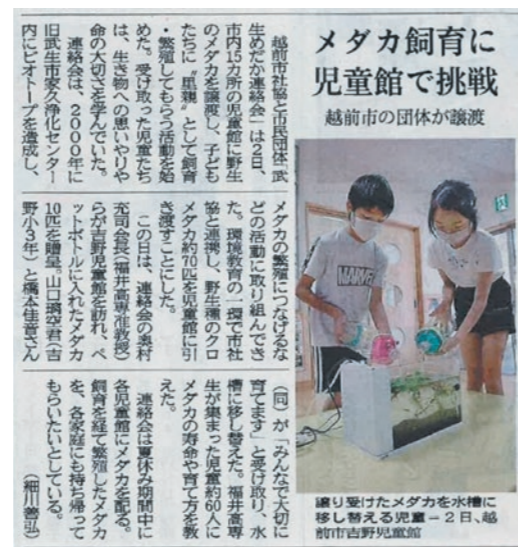 メダカ飼育に
児童館で挑戦
越前市の団体が譲渡
越前市社協と市民団体「武
生めだか連絡会」は2日、
市内15カ所の児童館に野生
のメダカを譲渡し、子ども
たちに〝里親〟として飼育
・繁殖してもらう活動を始
めた。受け取った児童たち
は、生き物への思いやりや
命の大切さを学んでいた。
連絡会は、2000年に
旧武生市家久浄化センター
内にビオトープを造成し、
メダカの繁殖につなげるな
どの活動に取り組んでき
た。環境教育の一環で市社
協と連携し、野生種のクロ
メダカ約70匹を児童館に引
き渡すことにした。
この日は、連絡会の奥村
充司会長(福井高専准教授)
らが吉野児童館を訪れ、ペ
ットボトルに入れたメダカ
10匹を贈呈。山口璃空君(吉
野小3年)と橋本佳音さん
(同)が「みんなで大切に
育てます」と受け取り、水
槽に移し替えた。福井高専
生が集まった児童約60人に
メダカの寿命や育て方を教
えた。
連絡会は夏休み期間中に
各児童館にメダカを配る。
飼育を経て繁殖したメダカ
を、各家庭にも持ち帰って
もらいたいとしている。
(細川善弘)
MARVEL
譲り受けたメダカを水槽に
移し替える児童=2日、越
前市吉野児童館